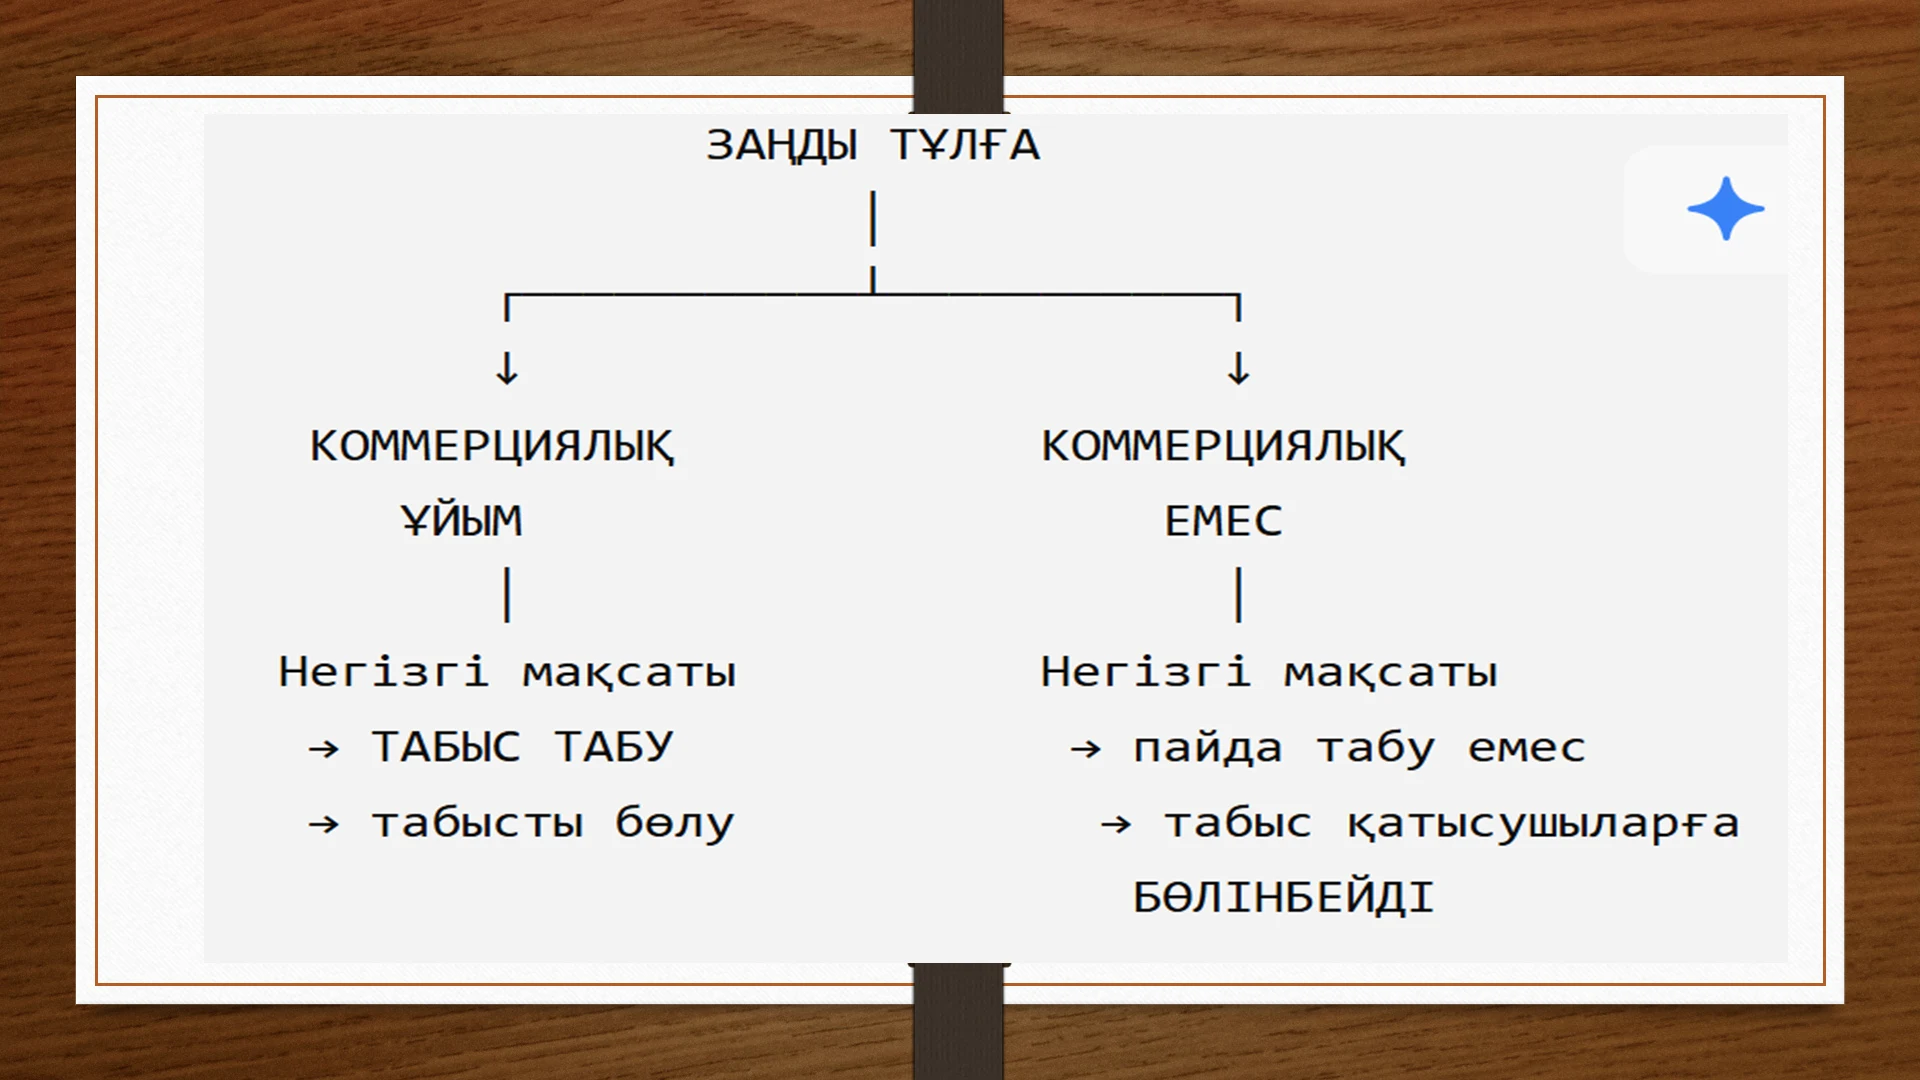 ЗАҢДЫ ТҰЛҒА
КОММЕРЦИЯЛЫҚ КОММЕРЦИЯЛЫҚ
ҰЙЫМ ЕМЕС
Негізгі мақсаты Негізгі мақсаты
→ ТАБЫС ТАБУ → пайда табу емес
→ табысты бөлу → табыс қатысушыларға
БӨЛІНБЕЙДІ